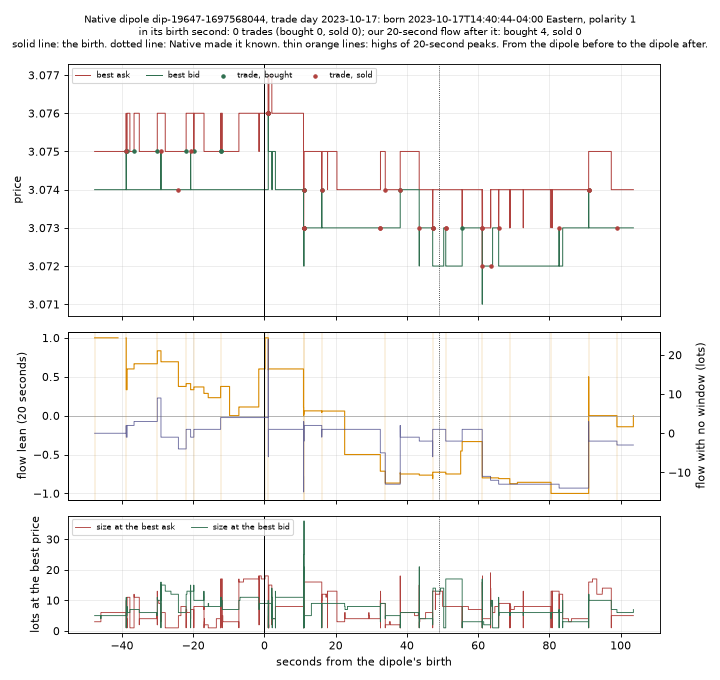 Native dipole dip-19647-1697568044, trade day 2023-10-17: born 2023-10-17T14:40:44-04:00 Eastern, polarity 1
in its birth second: 0 trades (bought 0, sold 0); our 20-second flow after it: bought 4, sold 0
solid line: the birth. dotted line: Native made it known. thin orange lines: highs of 20-second peaks. From the dipole before to the dipole after.
best ask
best bid
trade, bought
trade, sold
3.077
3.076
3.075
3.074
3.073
3.072
3.071
price
1.0
0.5
0.0
−0.5
−1.0
flow lean (20 seconds)
20
10
0
−10
flow with no window (lots)
size at the best ask
size at the best bid
30
20
10
0
lots at the best price
−40
−20
0
20
40
60
80
100
seconds from the dipole's birth